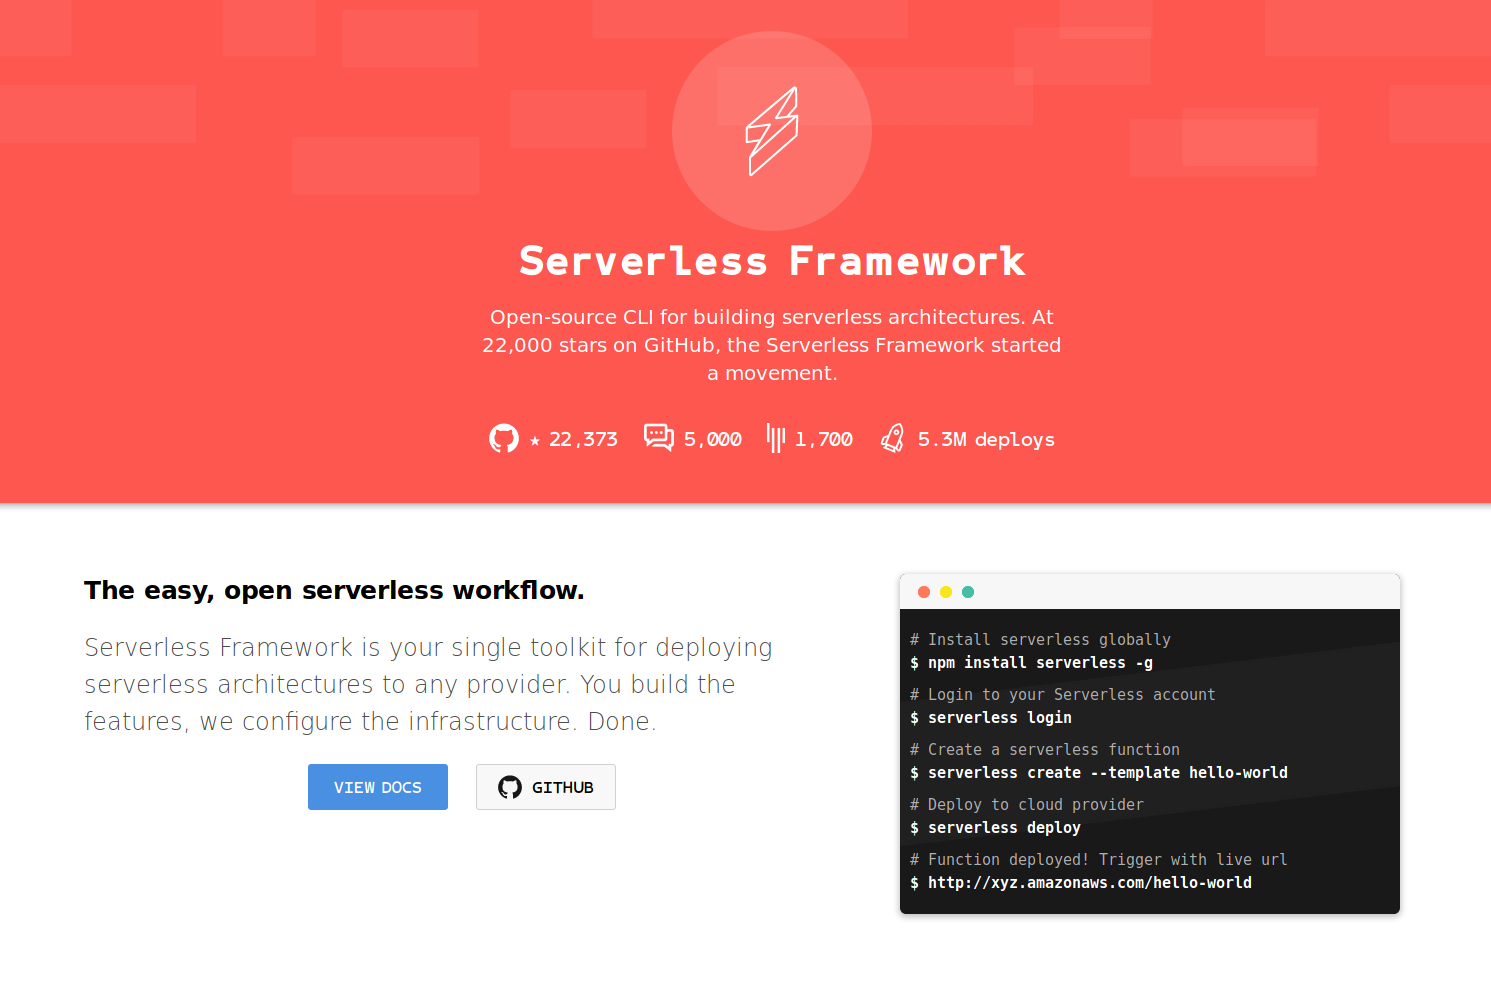 Serverless Framework
Open-source CLI for building serverless architectures. At
22,000 stars on GitHub, the Serverless Framework started
a movement.
★ 22,373 5,000 1,700 5.3M deploys
The easy, open serverless workflow.
Serverless Framework is your single toolkit for deploying
serverless architectures to any provider. You build the
features, we configure the infrastructure. Done.
VIEW DOCS GITHUB
# Install serverless globally
$ npm install serverless -g
# Login to your Serverless account
$ serverless login
# Create a serverless function
$ serverless create --template hello-world
# Deploy to cloud provider
$ serverless deploy
# Function deployed! Trigger with live url
$ http://xyz.amazonaws.com/hello-world